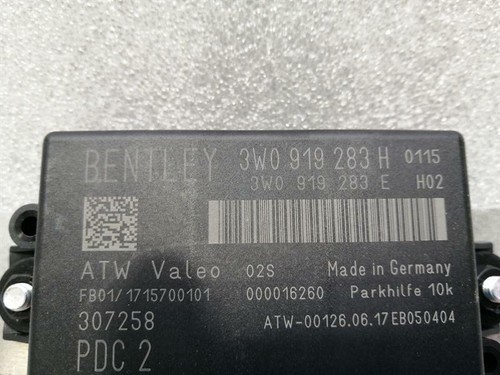 BENTLEY 3W0 919 283 H 0115
3W0 919 283 E H02
ATW Valeo 02S Made in Germany
FB01/1715700101 000016260 Parkhilfe 10k
307258 ATW-00126.06.17EB050404
PDC 2